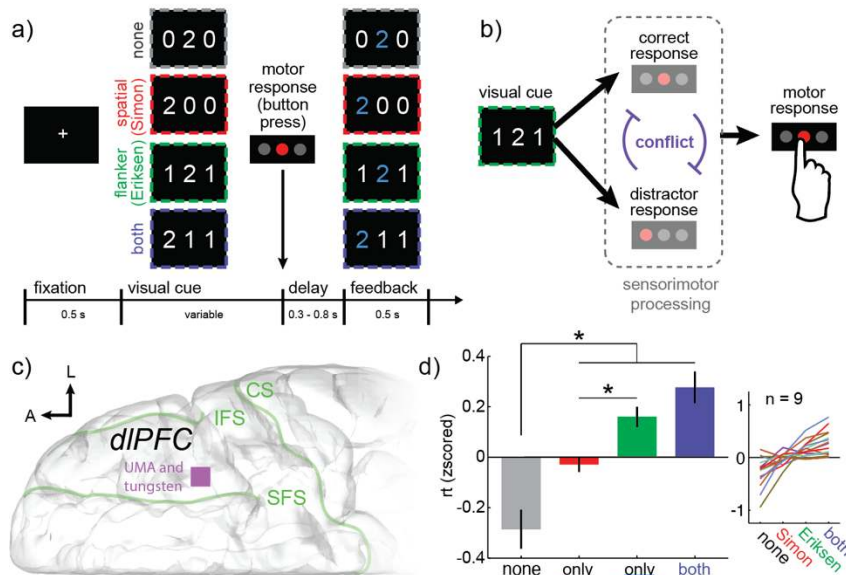 a)
none
0 2 0
spatial
(Simon)
2 0 0
flanker
(Eriksen)
1 2 1
both
2 1 1
+
motor
response
(button
press)
0 2 0
2 0 0
1 2 1
2 1 1
fixation
visual cue
delay
feedback
0.5 s
variable
0.3 - 0.8 s
0.5 s
b)
visual cue
1 2 1
correct
response
conflict
distractor
response
sensorimotor
processing
motor
response
c)
L
A
CS
IFS
dlPFC
UMA and
tungsten
SFS
d)
rt (zscored)
0.4
0.2
0
-0.2
-0.4
*
*
none
only
only
both
n = 9
1
0
-1
none
Simon
Eriksen
both